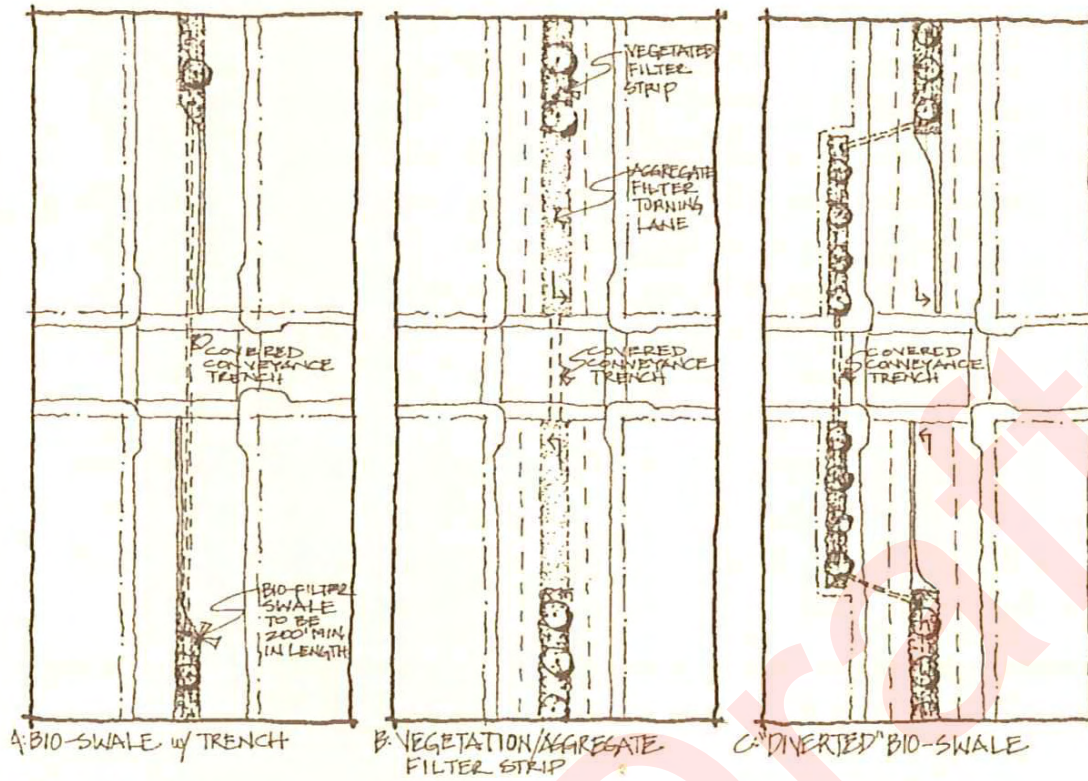 COVERED
CONVEYANCE
TRENCH
BIO-FILTER
SWALE
TO BE
200' MIN
IN LENGTH
A: BIO-SWALE w/ TRENCH
VEGETATED
FILTER
STRIP
AGGREGATE
FILTER
TURNING
LANE
COVERED
CONVEYANCE
TRENCH
B: VEGETATION/AGGREGATE
FILTER STRIP
COVERED
CONVEYANCE
TRENCH
C: "DIVERTED" BIO-SWALE
Draft